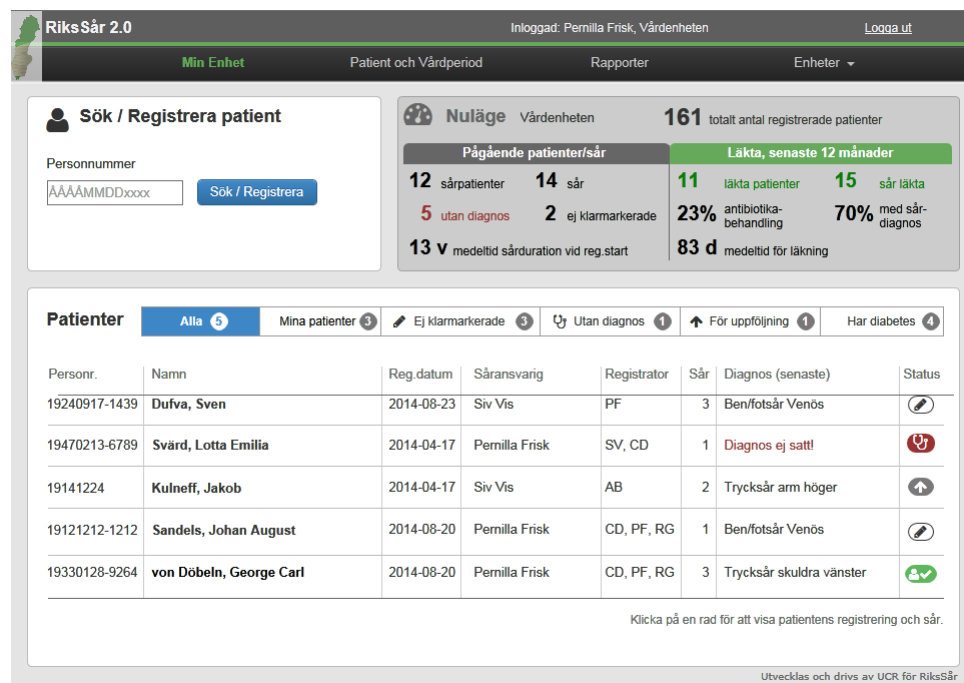 RiksSår 2.0 Inloggad: Pernilla Frisk, Vårdenheten Logga ut
Min Enhet Patient och Vårdperiod Rapporter Enheter
Sök / Registrera patient
Personnummer
ÅÅÅÅMMDDxxxx Sök / Registrera
Nuläge Vårdenheten 161 totalt antal registrerade patienter
Pågående patienter/sår Läkta, senaste 12 månader
12 sårpatienter 14 sår 11 läkta patienter 15 sår läkta
5 utan diagnos 2 ej klarmarkerade 23% antibiotika-behandling 70% med sår-diagnos
13 v medeltid sårduration vid reg.start 83 d medeltid för läkning
Patienter Alla 5 Mina patienter 3 Ej klarmarkerade 3 Utan diagnos 1 För uppföljning 1 Har diabetes 4
Personr. Namn Reg.datum Såransvarig Registrator Sår Diagnos (senaste) Status
19240917-1439 Dufva, Sven 2014-08-23 Siv Vis PF 3 Ben/fotsår Venös
19470213-6789 Svärd, Lotta Emilia 2014-04-17 Pernilla Frisk SV, CD 1 Diagnos ej satt!
19141224 Kulneff, Jakob 2014-04-17 Siv Vis AB 2 Trycksår arm höger
19121212-1212 Sandels, Johan August 2014-08-20 Pernilla Frisk CD, PF, RG 1 Ben/fotsår Venös
19330128-9264 von Döbeln, George Carl 2014-08-20 Pernilla Frisk CD, PF, RG 3 Trycksår skuldra vänster
Klicka på en rad för att visa patientens registrering och sår.
Utvecklas och drivs av UCR för RiksSår